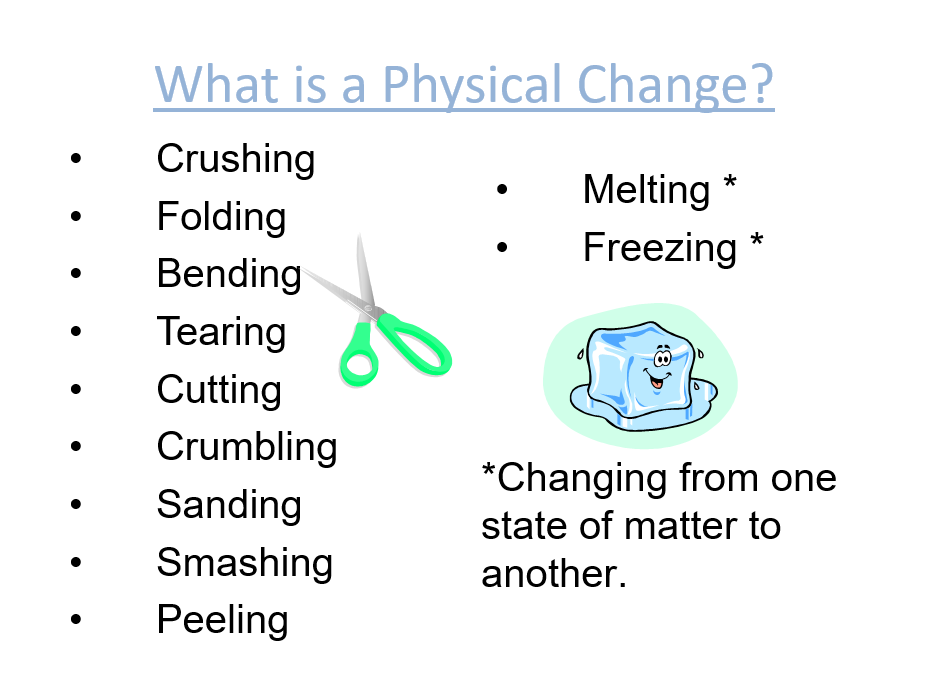 What is a Physical Change?
• Crushing
• Folding
• Bending
• Tearing
• Cutting
• Crumbling
• Sanding
• Smashing
• Peeling
• Melting *
• Freezing *
*Changing from one
state of matter to
another.